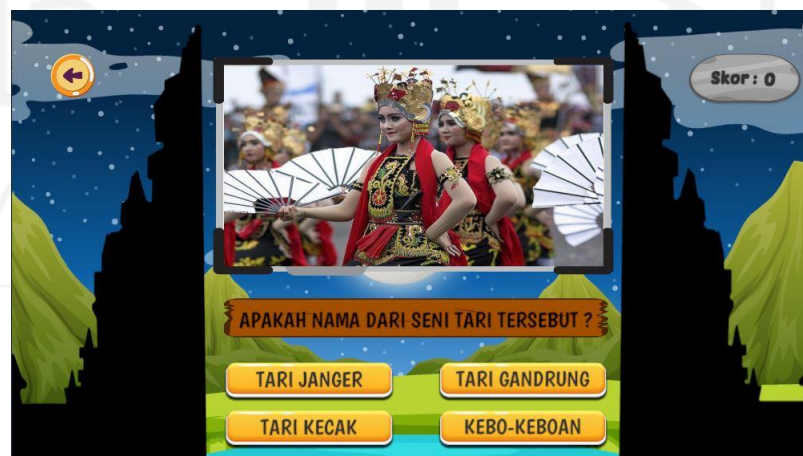 Skor: 0
APAKAH NAMA DARI SENI TARI TERSEBUT ?
TARI JANGER
TARI GANDRUNG
TARI KECAK
KEBO-KEBOAN